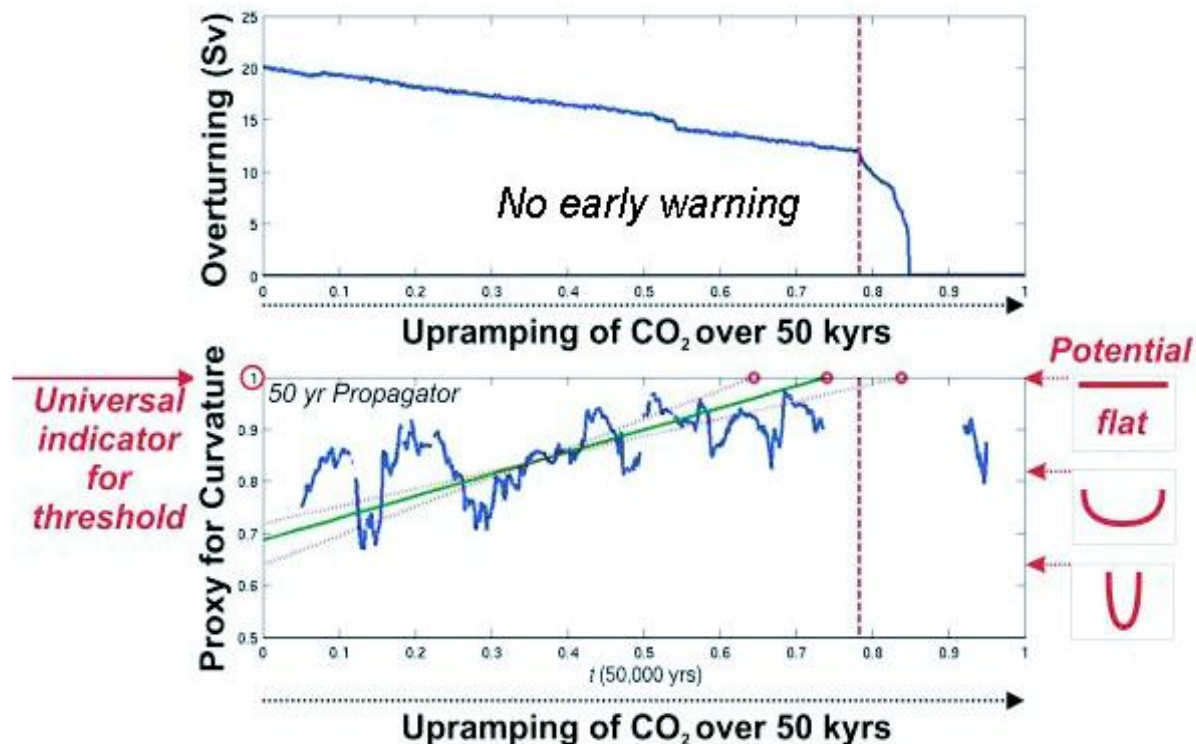 Overturning (Sv)
25
20
15
10
5
0
No early warning
0 0.1 0.2 0.3 0.4 0.5 0.6 0.7 0.8 0.9 1
Upramping of CO₂ over 50 kyrs
Universal
indicator
for
threshold
Proxy for Curvature
1
0.9
0.8
0.7
0.6
0.5
50 yr Propagator
0 0.1 0.2 0.3 0.4 0.5 0.6 0.7 0.8 0.9 1
t (50,000 yrs)
Upramping of CO₂ over 50 kyrs
Potential
flat